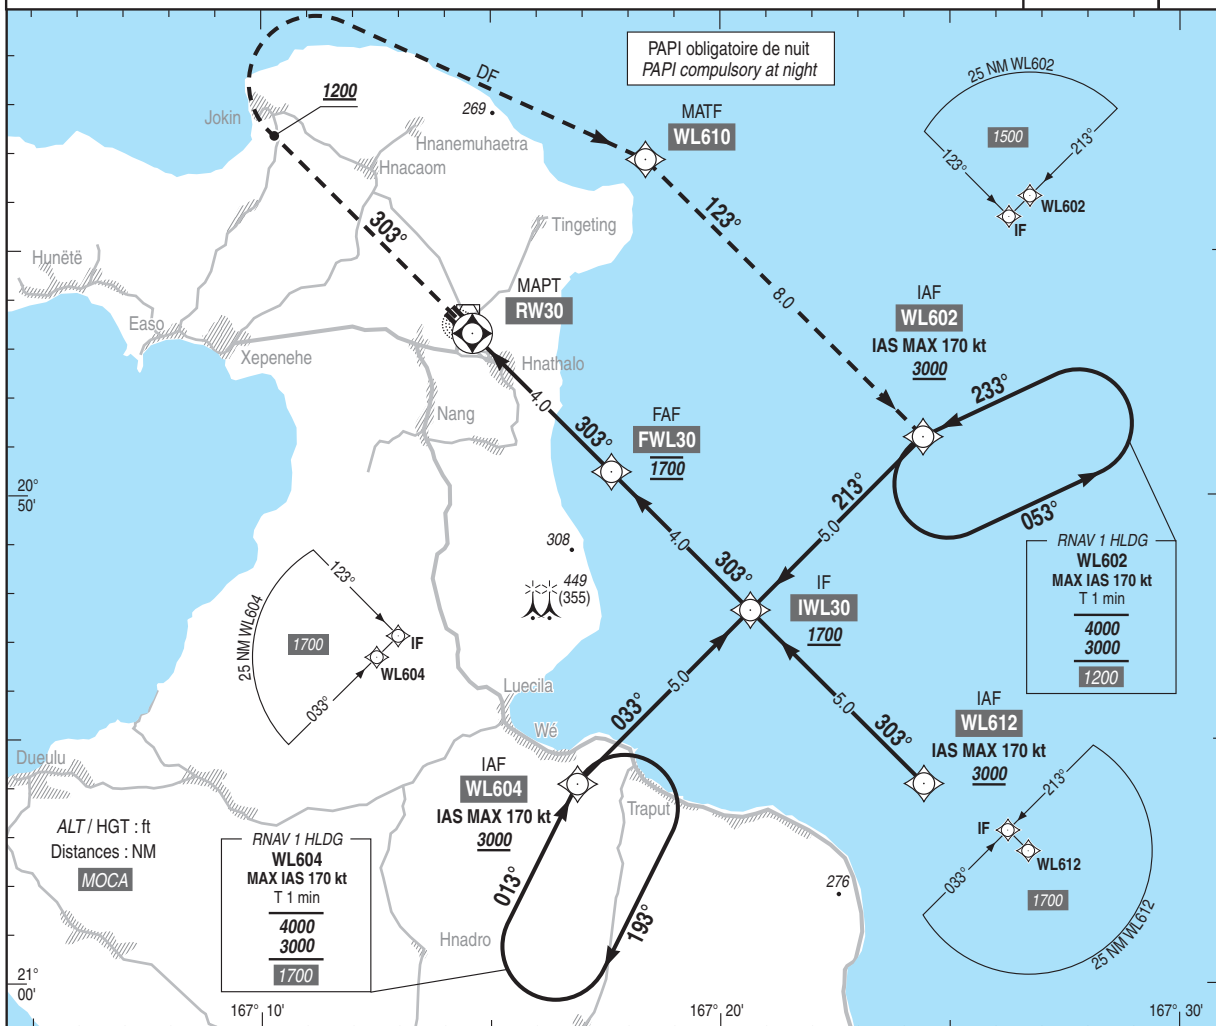 PAPI obligatoire de nuit
PAPI compulsory at night
25 NM WL602
1500
123°
213°
WL602
IF
DF
1200
269
Jokin
Hnanemuhaetra
Hnacaom
MATF
WL610
303°
123°
Tingeting
Hunëtë
8.0
MAPT
RW30
IAF
WL602
IAS MAX 170 kt
3000
Easo
Xepenehe
Hnathalo
233°
4.0
Nang
303°
FAF
FWL30
1700
20°
50'
213°
5.0
053°
4.0
303°
308
449
(355)
RNAV 1 HLDG
WL602
MAX IAS 170 kt
T 1 min
4000
3000
1200
IF
IWL30
1700
25 NM WL604
123°
1700
IF
WL604
033°
Luecila
Wé
033°
5.0
5.0
303°
IAF
WL612
IAS MAX 170 kt
3000
Dueulu
IAF
WL604
IAS MAX 170 kt
3000
Traput
ALT / HGT : ft
Distances : NM
MOCA
RNAV 1 HLDG
WL604
MAX IAS 170 kt
T 1 min
4000
3000
1700
013°
193°
Hnadro
276
213°
IF
WL612
033°
1700
25 NM WL612
21°
00'
167° 10'
167° 20'
167° 30'